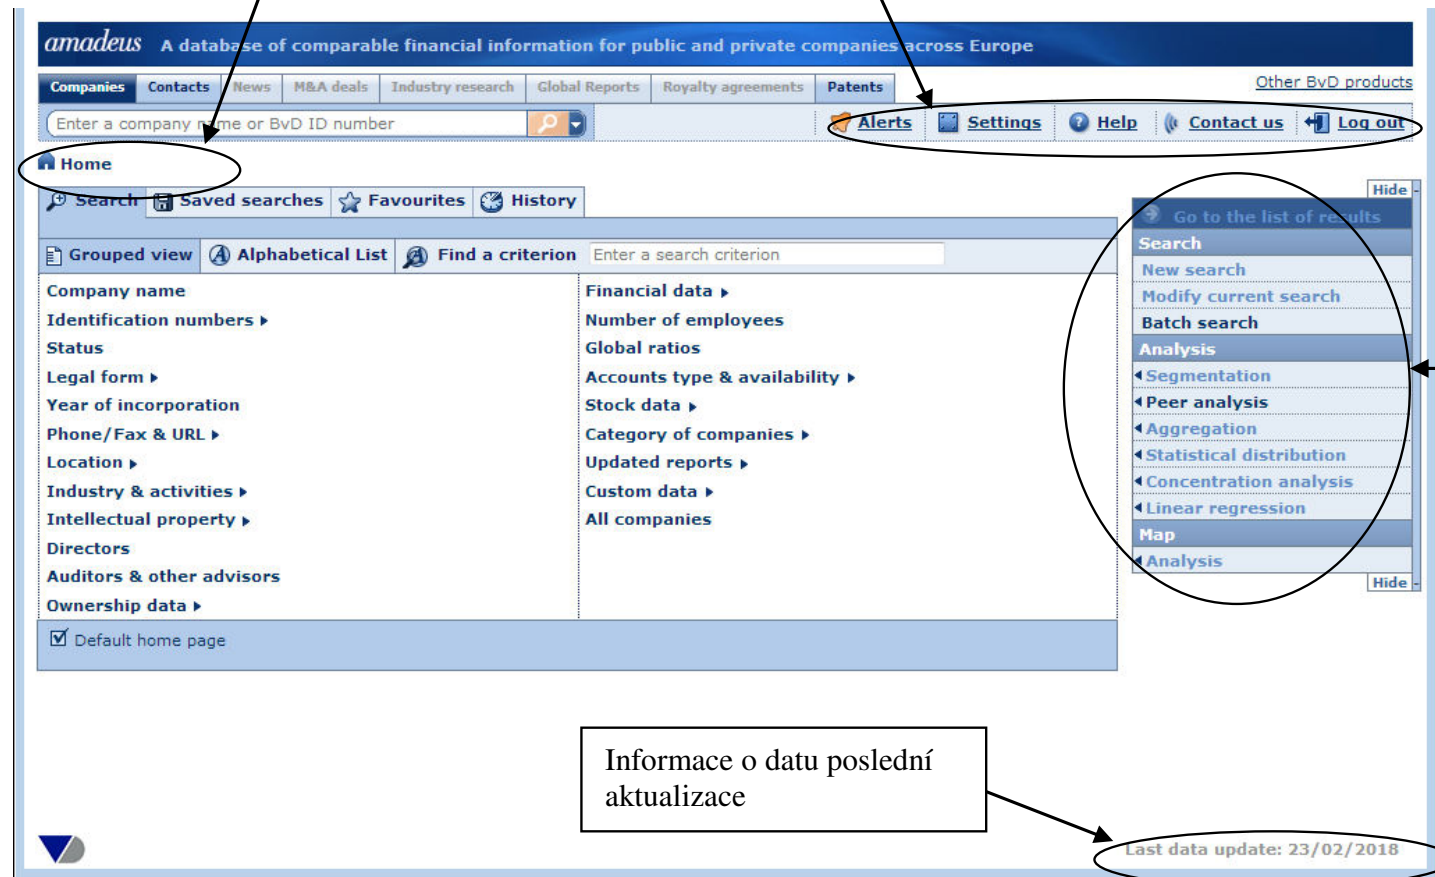 amadeus A database of comparable financial information for public and private companies across Europe
Companies Contacts News M&A deals Industry research Global Reports Royalty agreements Patents
Other BvD products
Enter a company name or BvD ID number
Alerts Settings Help Contact us Log out
Home
Search Saved searches Favourites History
Grouped view Alphabetical List Find a criterion Enter a search criterion
Company name
Identification numbers
Status
Legal form
Year of incorporation
Phone/Fax & URL
Location
Industry & activities
Intellectual property
Directors
Auditors & other advisors
Ownership data
Financial data
Number of employees
Global ratios
Accounts type & availability
Stock data
Category of companies
Updated reports
Custom data
All companies
Default home page
Hide -
Go to the list of results
Search
New search
Modify current search
Batch search
Analysis
Segmentation
Peer analysis
Aggregation
Statistical distribution
Concentration analysis
Linear regression
Map
Analysis
Hide -
Informace o datu poslední
aktualizace
Last data update: 23/02/2018